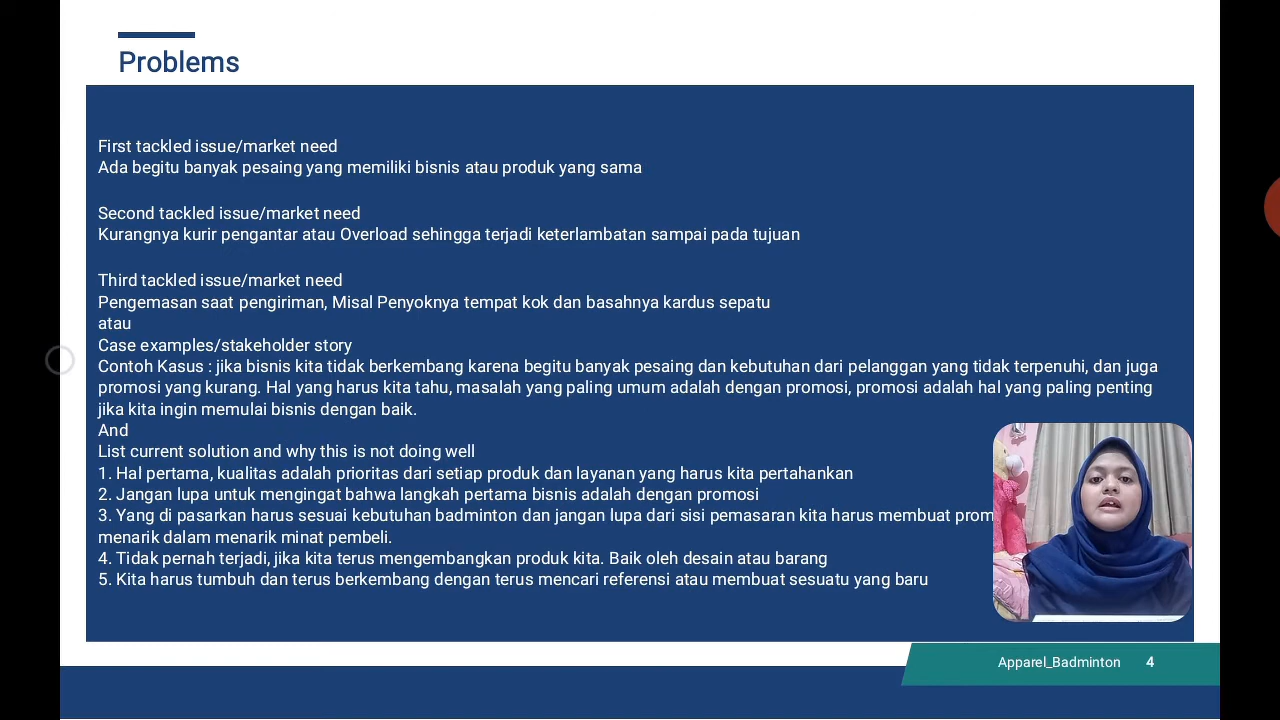 Problems
First tackled issue/market need
Ada begitu banyak pesaing yang memiliki bisnis atau produk yang sama
Second tackled issue/market need
Kurangnya kurir pengantar atau Overload sehingga terjadi keterlambatan sampai pada tujuan
Third tackled issue/market need
Pengemasan saat pengiriman, Misal Penyoknya tempat kok dan basahnya kardus sepatu
atau
Case examples/stakeholder story
Contoh Kasus : jika bisnis kita tidak berkembang karena begitu banyak pesaing dan kebutuhan dari pelanggan yang tidak terpenuhi, dan juga
promosi yang kurang. Hal yang harus kita tahu, masalah yang paling umum adalah dengan promosi, promosi adalah hal yang paling penting
jika kita ingin memulai bisnis dengan baik.
And
List current solution and why this is not doing well
1. Hal pertama, kualitas adalah prioritas dari setiap produk dan layanan yang harus kita pertahankan
2. Jangan lupa untuk mengingat bahwa langkah pertama bisnis adalah dengan promosi
3. Yang di pasarkan harus sesuai kebutuhan badminton dan jangan lupa dari sisi pemasaran kita harus membuat prom
menarik dalam menarik minat pembeli.
4. Tidak pernah terjadi, jika kita terus mengembangkan produk kita. Baik oleh desain atau barang
5. Kita harus tumbuh dan terus berkembang dengan terus mencari referensi atau membuat sesuatu yang baru
Apparel_Badminton 4